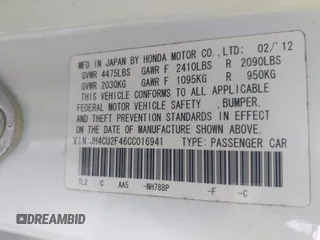 MFD. IN JAPAN BY HONDA MOTOR CO.,LTD. 02/'12
GVWR 4475LBS GAWR F 2410LBS R 2090LBS
GVWR 2030KG GAWR F 1095KG R 950KG
THIS VEHICLE CONFORMS TO ALL APPLICABLE
FEDERAL MOTOR VEHICLE SAFETY , BUMPER,
AND THEFT PREVENTION STANDARDS IN EFFECT
ON THE DATE OF MANUFACTURE SHOWN ABOVE.
V.I.N. JH4CU2F46CC016941 TYPE: PASSENGER CAR
TL2 C AA5 -NH788P -F -C
DREAMBID